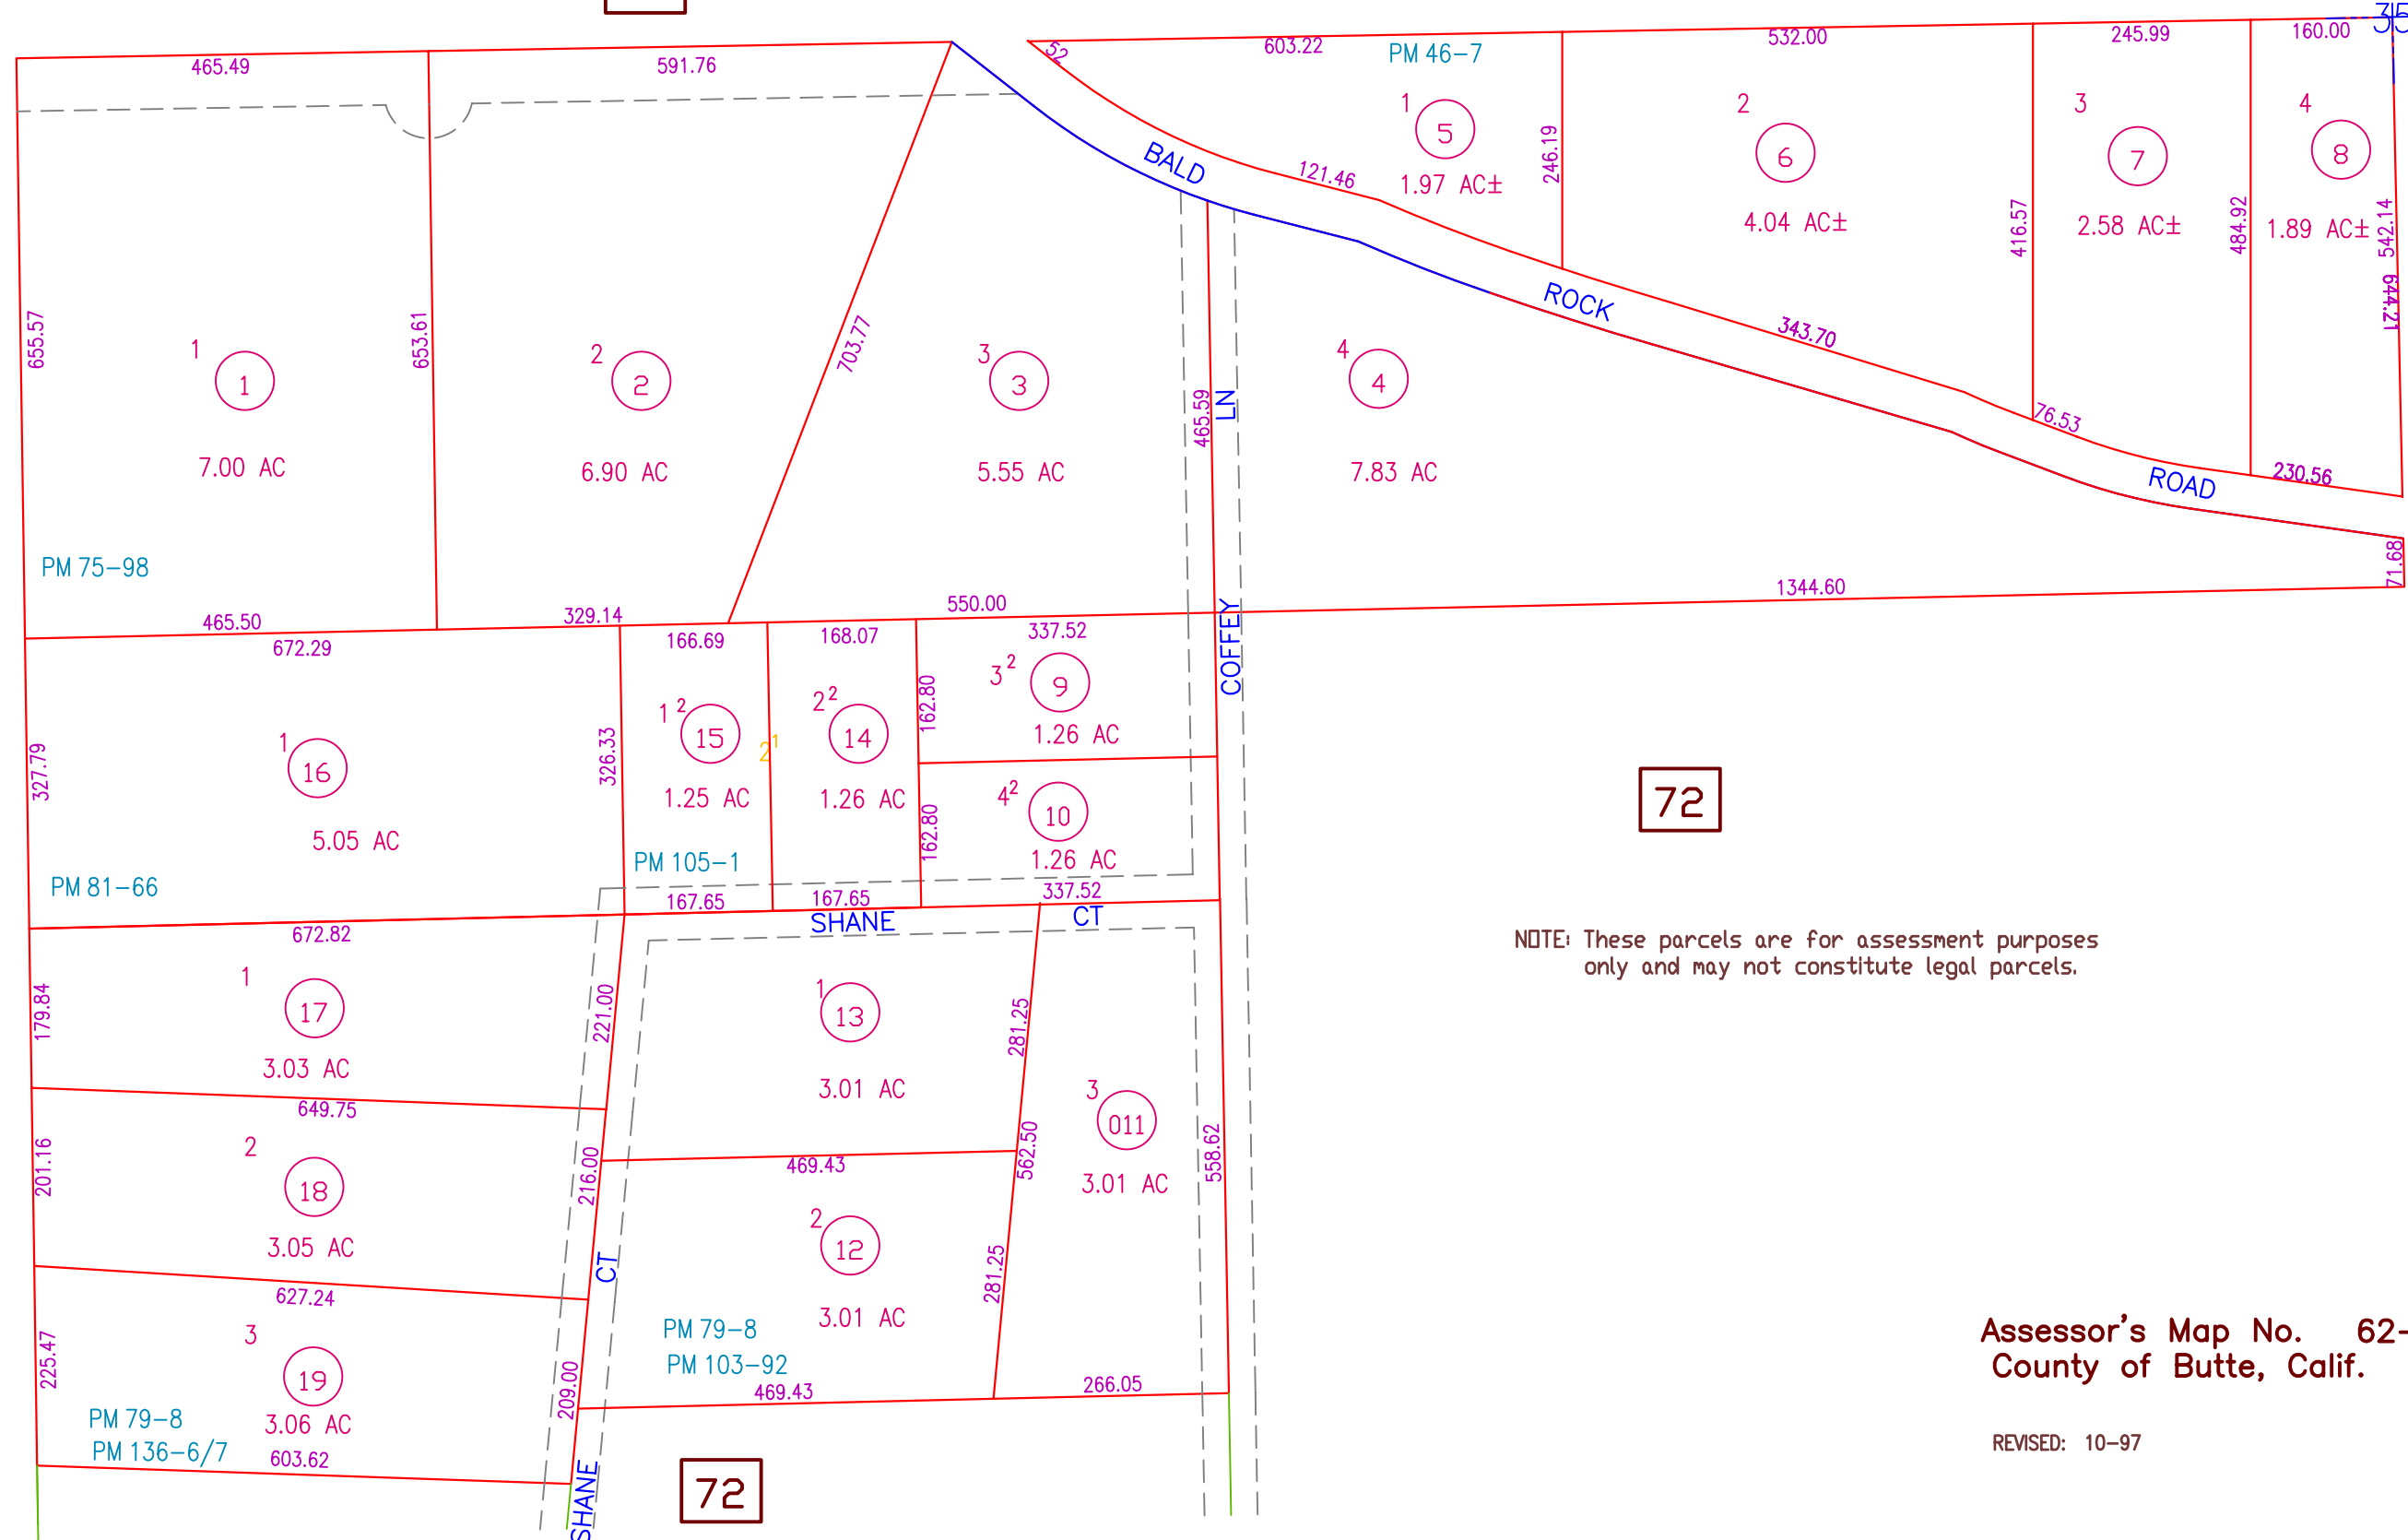 35
465.49
591.76
52
603.22
PM 46-7
532.00
245.99
160.00
1
5
1.97 AC±
121.46
246.19
2
6
4.04 AC±
416.57
3
7
2.58 AC±
484.92
4
8
1.89 AC±
542.14
644.21
BALD
ROCK
ROAD
343.70
76.53
230.56
71.68
655.57
1
1
7.00 AC
PM 75-98
653.61
2
2
6.90 AC
703.77
3
3
5.55 AC
465.59
COFFEY LN
4
4
7.83 AC
465.50
329.14
550.00
1344.60
672.29
166.69
168.07
337.52
327.79
1
16
5.05 AC
PM 81-66
326.33
1 2
15
1.25 AC
PM 105-1
2 1
2 2
14
1.26 AC
162.80
3 2
9
1.26 AC
162.80
4 2
10
1.26 AC
167.65
167.65
337.52
SHANE CT
72
NOTE: These parcels are for assessment purposes
only and may not constitute legal parcels.
672.82
179.84
1
17
3.03 AC
221.00
649.75
201.16
2
18
3.05 AC
216.00
627.24
225.47
3
19
3.06 AC
209.00
PM 79-8
PM 136-6/7
603.62
SHANE CT
1
13
3.01 AC
281.25
469.43
562.50
2
12
3.01 AC
281.25
PM 79-8
PM 103-92
469.43
3
011
3.01 AC
558.62
266.05
72
Assessor's Map No. 62-
County of Butte, Calif.
REVISED: 10-97